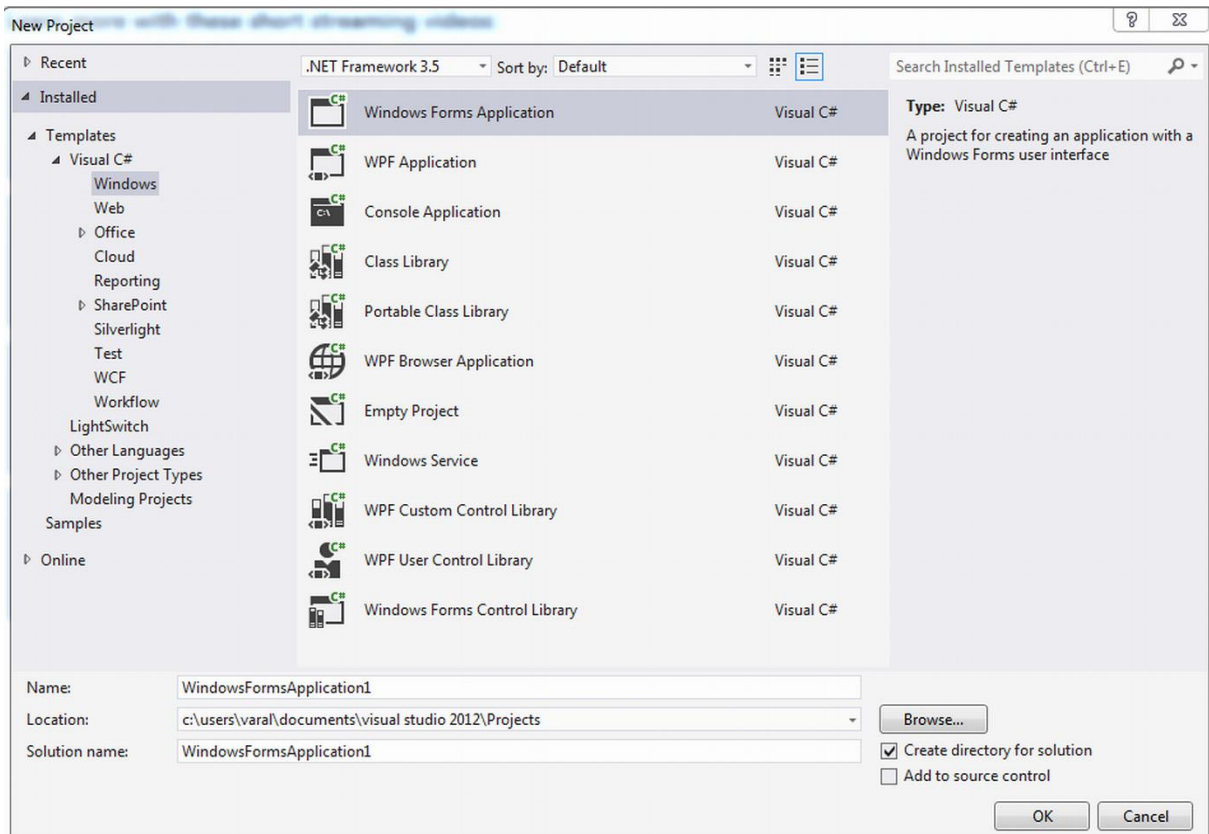 with these short streaming videos
New Project
Recent
Installed
Templates
Visual C#
Windows
Web
Office
Cloud
Reporting
SharePoint
Silverlight
Test
WCF
Workflow
LightSwitch
Other Languages
Other Project Types
Modeling Projects
Samples
Online
.NET Framework 3.5 Sort by: Default
Windows Forms Application Visual C#
WPF Application Visual C#
Console Application Visual C#
Class Library Visual C#
Portable Class Library Visual C#
WPF Browser Application Visual C#
Empty Project Visual C#
Windows Service Visual C#
WPF Custom Control Library Visual C#
WPF User Control Library Visual C#
Windows Forms Control Library Visual C#
Search Installed Templates (Ctrl+E)
Type: Visual C#
A project for creating an application with a
Windows Forms user interface
Name: WindowsFormsApplication1
Location: c:\users\varal\documents\visual studio 2012\Projects Browse...
Solution name: WindowsFormsApplication1
Create directory for solution
Add to source control
OK Cancel